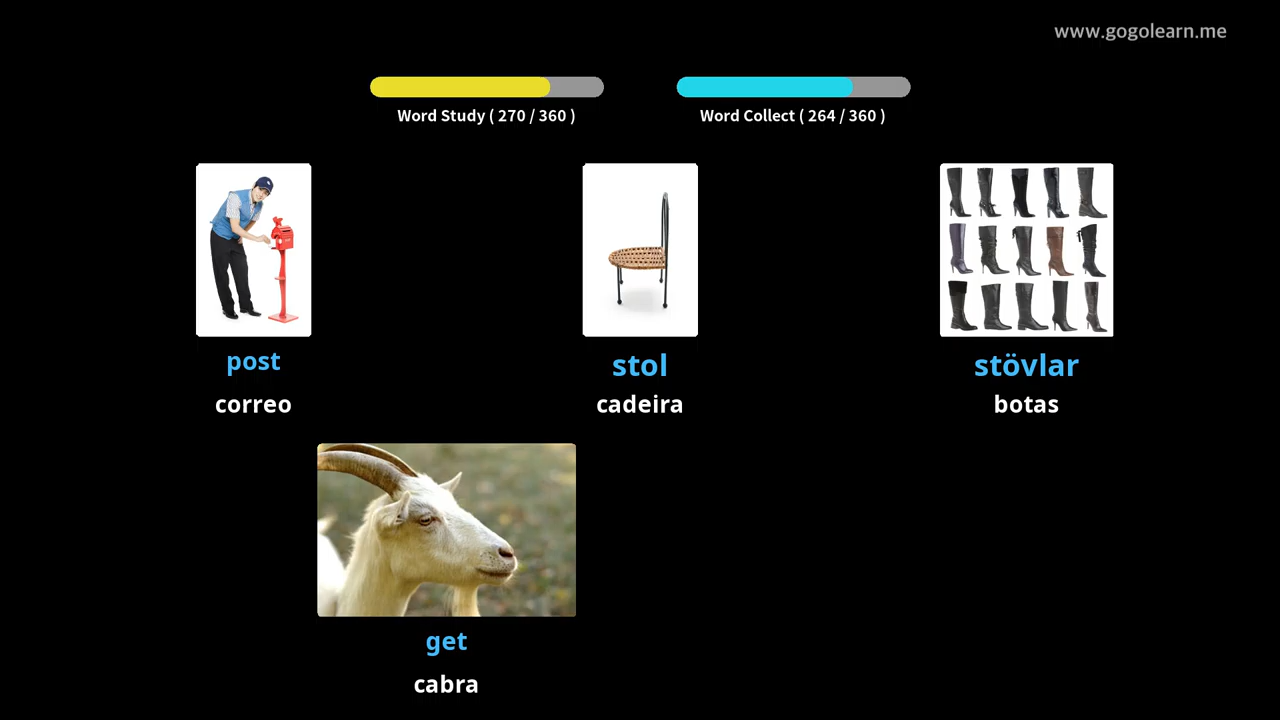 www.gogolearn.me
Word Study ( 270 / 360 )
Word Collect ( 264 / 360 )
post
correo
stol
cadeira
stövlar
botas
get
cabra